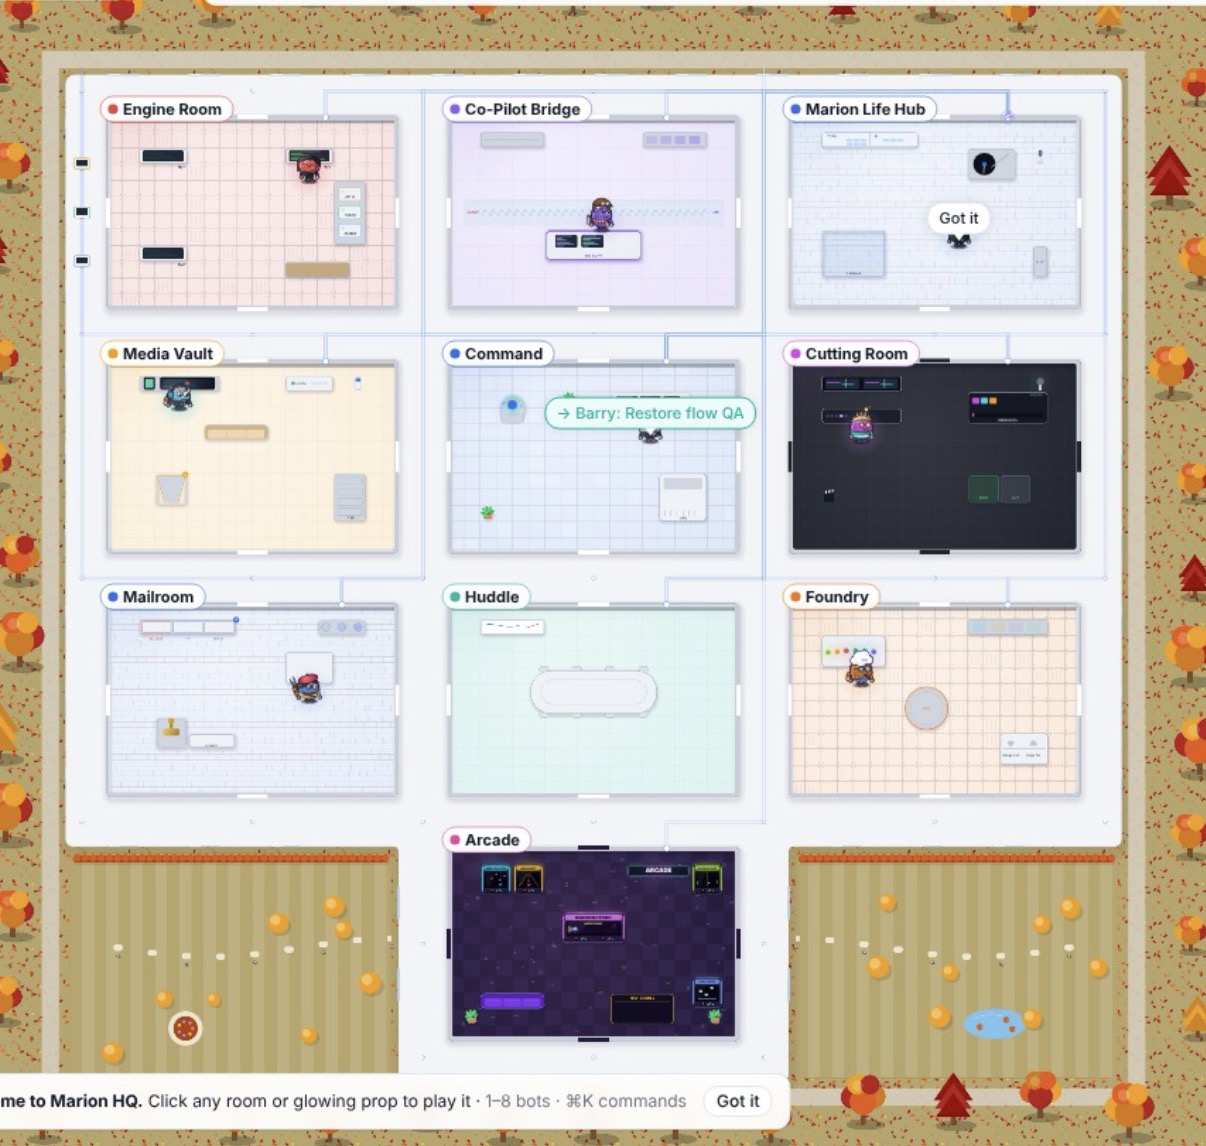 Engine Room
Co-Pilot Bridge
Marion Life Hub
Got it
Media Vault
Command
Cutting Room
→ Barry: Restore flow QA
Mailroom
Huddle
Foundry
Arcade
ARCADE
me to Marion HQ. Click any room or glowing prop to play it · 1–8 bots · ⌘K commands
Got it